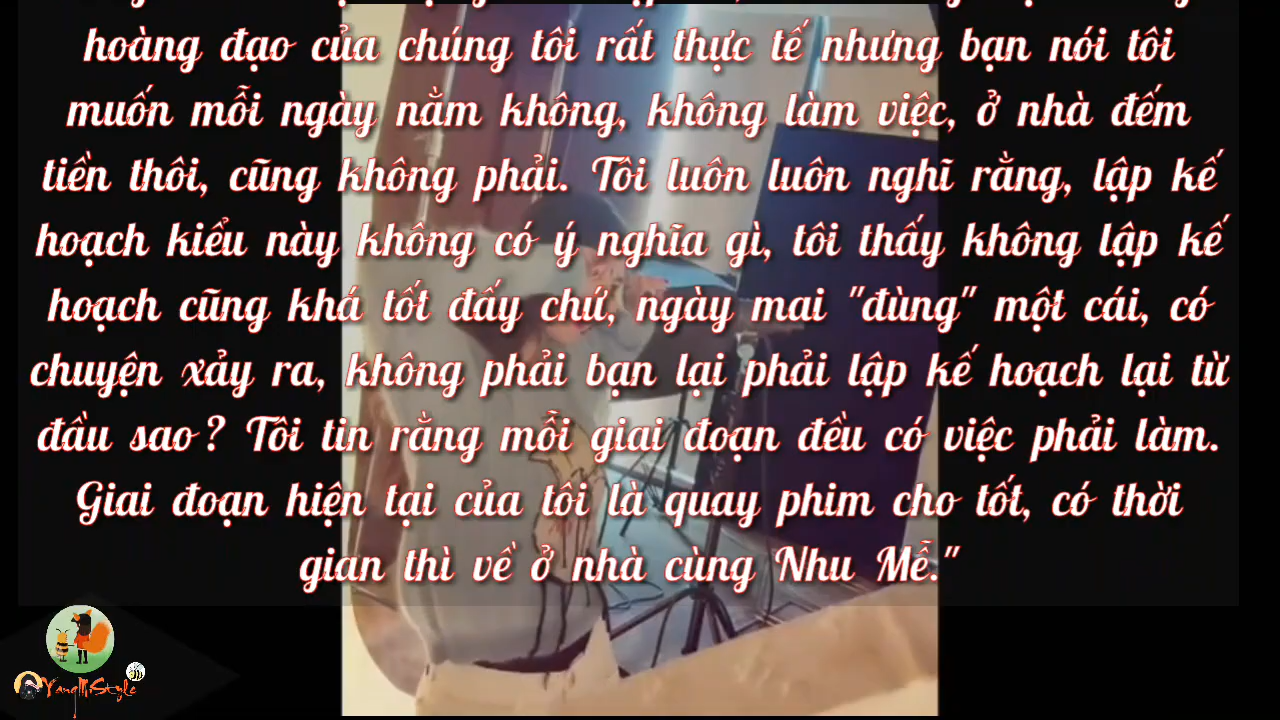 hoàng đạo của chúng tôi rất thực tế nhưng bạn nói tôi
muốn mỗi ngày nằm không, không làm việc, ở nhà đếm
tiền thôi, cũng không phải. Tôi luôn luôn nghĩ rằng, lập kế
hoạch kiểu này không có ý nghĩa gì, tôi thấy không lập kế
hoạch cũng khá tốt đấy chứ, ngày mai "đùng" một cái, có
chuyện xảy ra, không phải bạn lại phải lập kế hoạch lại từ
đầu sao? Tôi tin rằng mỗi giai đoạn đều có việc phải làm.
Giai đoạn hiện tại của tôi là quay phim cho tốt, có thời
gian thì về ở nhà cùng Nhu Mễ."
YangMiStyle